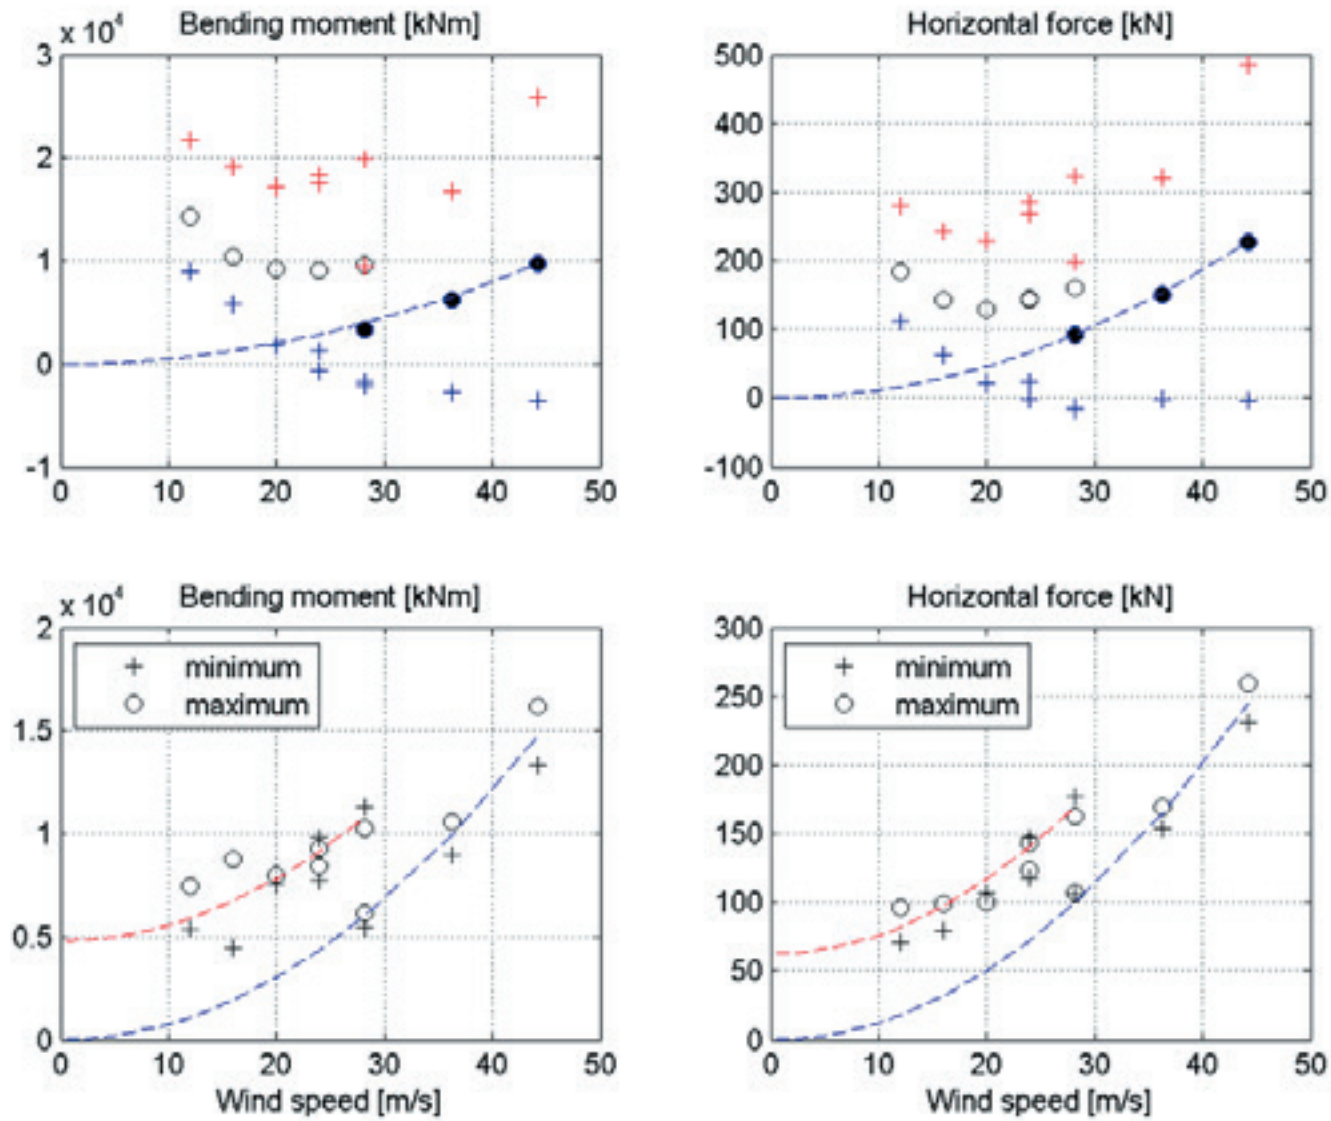 x 10⁴ Bending moment [kNm]
3
2
1
0
-1
0 10 20 30 40 50
Horizontal force [kN]
500
400
300
200
100
0
-100
0 10 20 30 40 50
x 10⁴ Bending moment [kNm]
2
minimum
maximum
1.5
1
0.5
0
0 10 20 30 40 50
Wind speed [m/s]
Horizontal force [kN]
300
minimum
250
maximum
200
150
100
50
0
0 10 20 30 40 50
Wind speed [m/s]